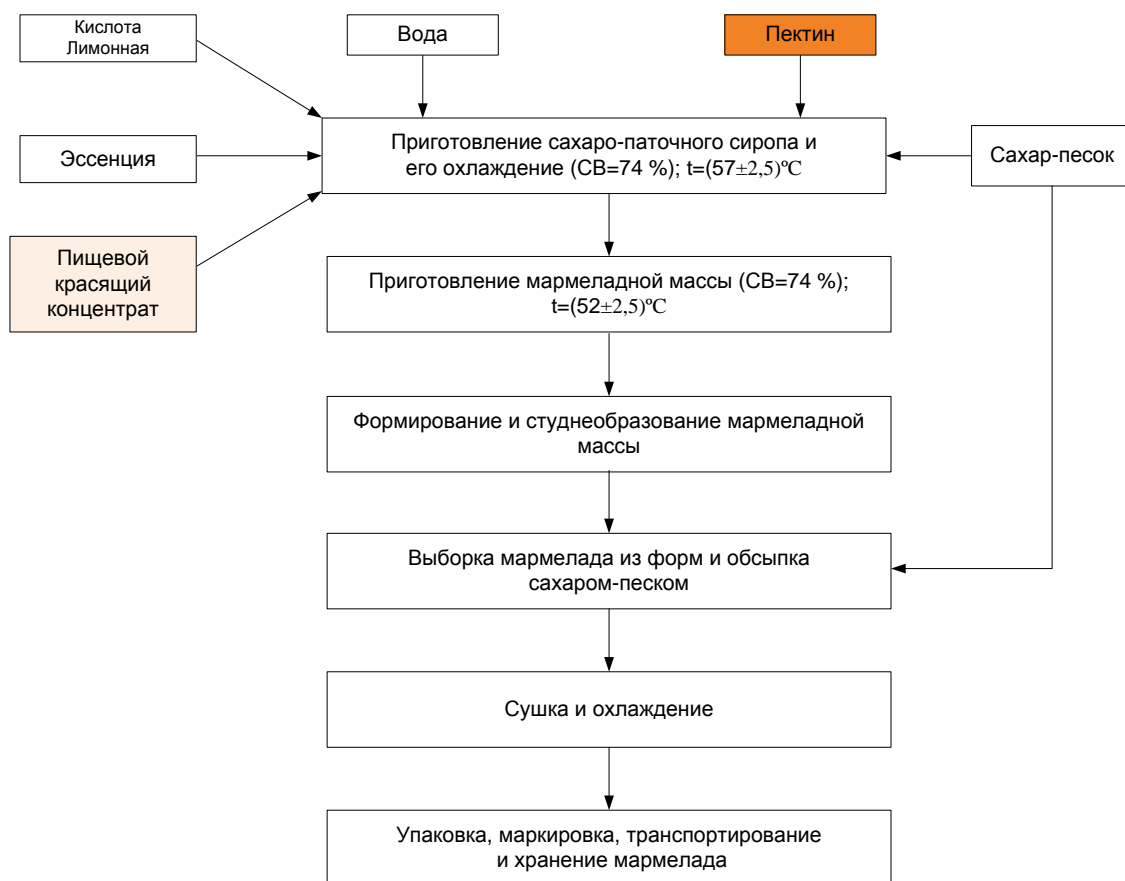 Кислота
Лимонная
Вода
Пектин
Эссенция
Приготовление сахаро-паточного сиропа и
его охлаждение (СВ=74 %); t=(57±2,5)ºС
Сахар-песок
Пищевой
красящий
концентрат
Приготовление мармеладной массы (СВ=74 %);
t=(52±2,5)ºС
Формирование и студнеобразование мармеладной
массы
Выборка мармелада из форм и обсыпка
сахаром-песком
Сушка и охлаждение
Упаковка, маркировка, транспортирование
и хранение мармелада